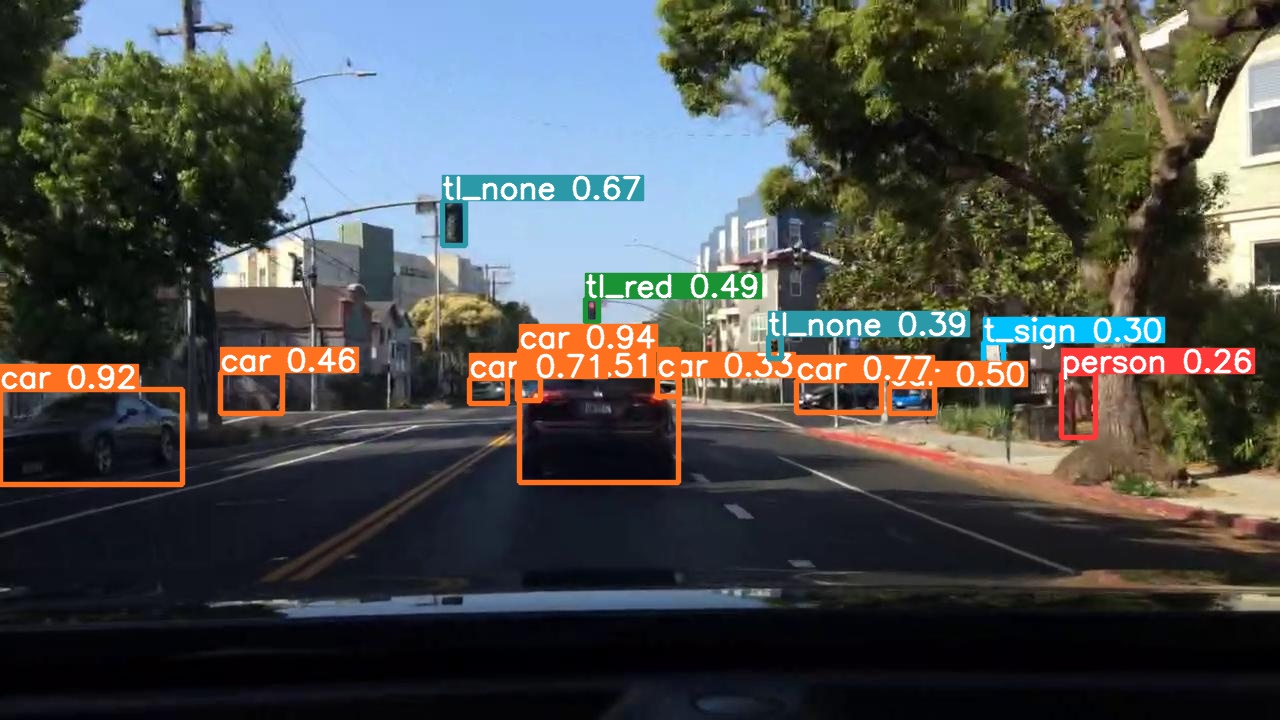 tl_none 0.67
tl_red 0.49
tl_none 0.39
t_sign 0.30
car 0.94
car 0.46
car 0.71
.51
car 0.33
car 0.77
0.50
person 0.26
car 0.92